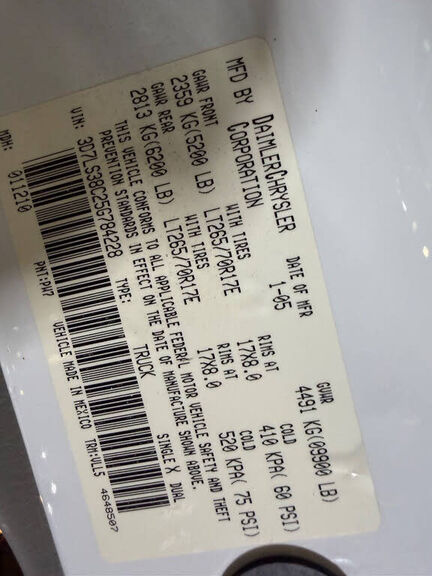 MFD BY DAIMLERCHRYSLER CORPORATION
DATE OF MFR 1-05
GVWR 4491 KG(09900 LB)
GAWR FRONT 2359 KG(5200 LB)
WITH TIRES LT265/70R17E
RIMS AT 17X8.0
COLD 410 KPA( 60 PSI)
GAWR REAR 2813 KG(6200 LB)
WITH TIRES LT265/70R17E
RIMS AT 17X8.0
COLD 520 KPA( 75 PSI)
THIS VEHICLE CONFORMS TO ALL APPLICABLE FEDERAL MOTOR VEHICLE SAFETY AND THEFT
PREVENTION STANDARDS IN EFFECT ON THE DATE OF MANUFACTURE SHOWN ABOVE.
VIN: 3D7LS38C25G784228 TYPE: TRUCK SINGLE X DUAL
MDH: 011210 PNT:PW7 VEHICLE MADE IN MEXICO TRM:VLL5 4648507